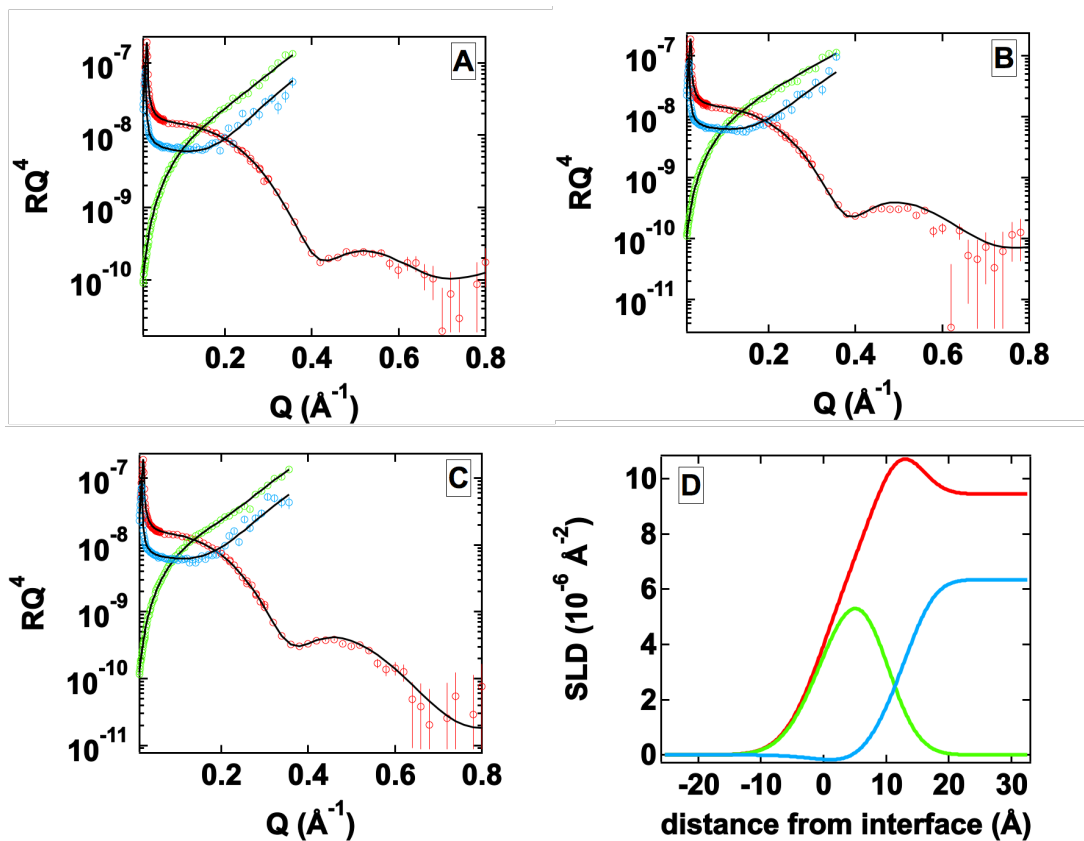 A
10^-7
10^-8
10^-9
10^-10
RQ^4
0.2 0.4 0.6 0.8
Q (Å^-1)
B
10^-7
10^-8
10^-9
10^-10
10^-11
RQ^4
0.2 0.4 0.6 0.8
Q (Å^-1)
C
10^-7
10^-8
10^-9
10^-10
10^-11
RQ^4
0.2 0.4 0.6 0.8
Q (Å^-1)
D
10
8
6
4
2
0
SLD (10^-6 Å^-2)
-20 -10 0 10 20 30
distance from interface (Å)